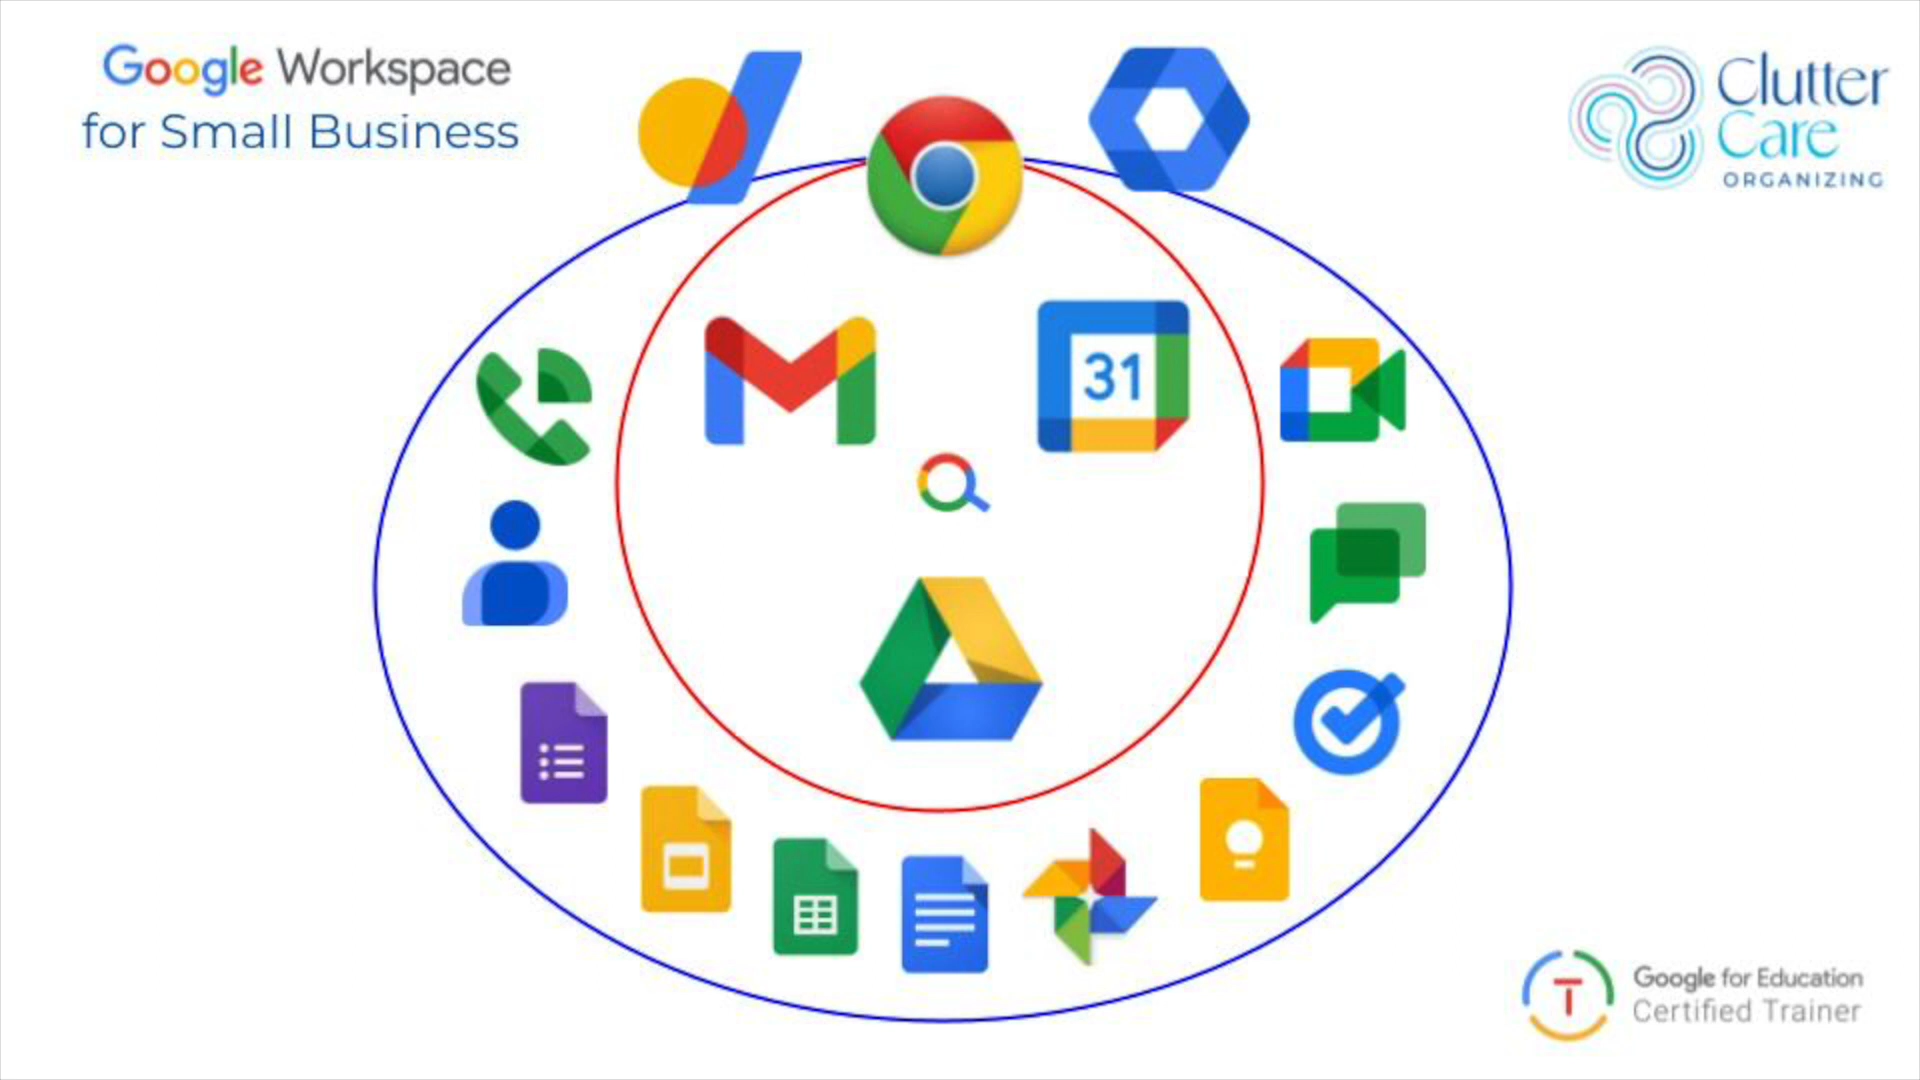 Google Workspace
for Small Business
Clutter
Care
ORGANIZING
31
Google for Education
Certified Trainer